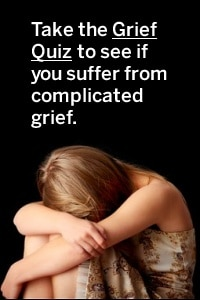 Take the Grief
Quiz to see if
you suffer from
complicated
grief.